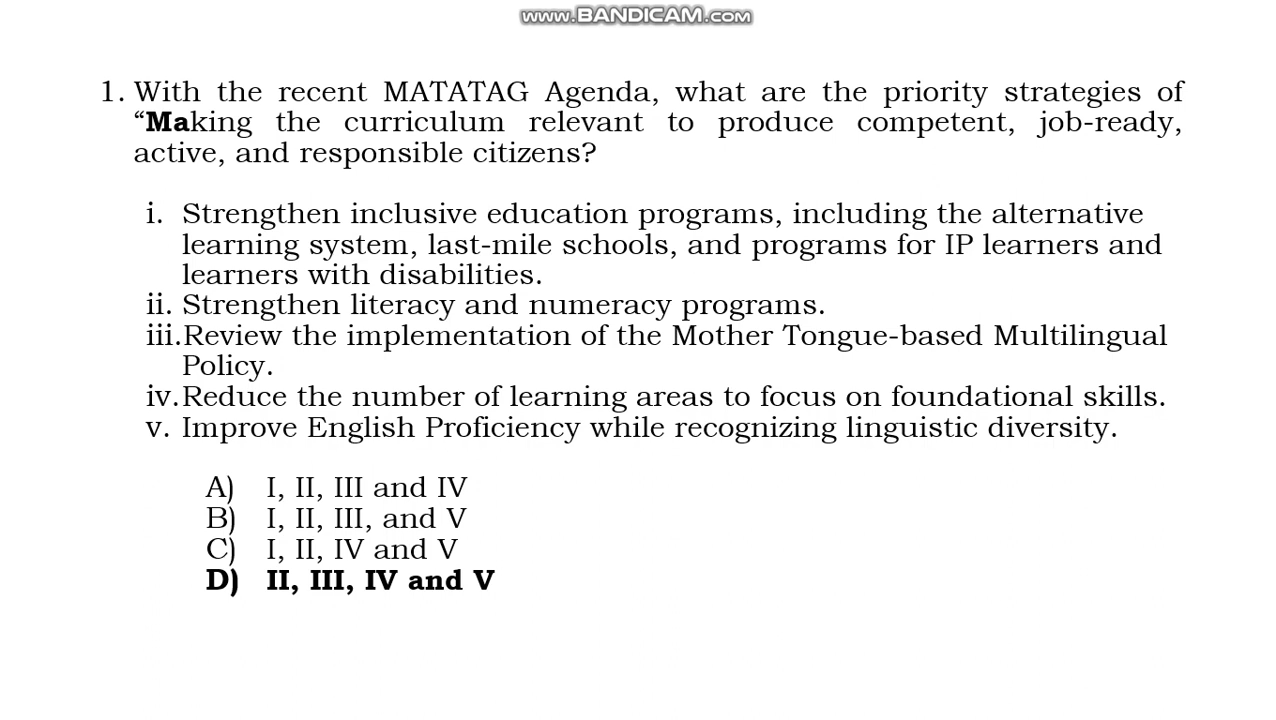 www.BANDICAM.com
1. With the recent MATATAG Agenda, what are the priority strategies of
“Making the curriculum relevant to produce competent, job-ready,
active, and responsible citizens?
i. Strengthen inclusive education programs, including the alternative
learning system, last-mile schools, and programs for IP learners and
learners with disabilities.
ii. Strengthen literacy and numeracy programs.
iii.Review the implementation of the Mother Tongue-based Multilingual
Policy.
iv.Reduce the number of learning areas to focus on foundational skills.
v. Improve English Proficiency while recognizing linguistic diversity.
A) I, II, III and IV
B) I, II, III, and V
C) I, II, IV and V
D) II, III, IV and V